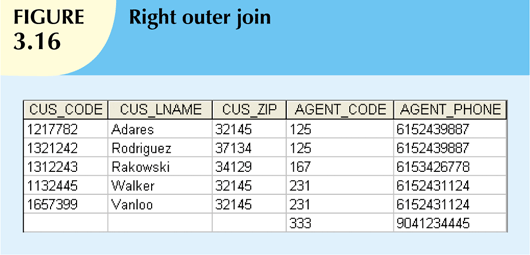 FIGURE
3.16
Right outer join
CUS_CODE CUS_LNAME CUS_ZIP AGENT_CODE AGENT_PHONE
1217782 Adares 32145 125 6152439887
1321242 Rodriguez 37134 125 6152439887
1312243 Rakowski 34129 167 6153426778
1132445 Walker 32145 231 6152431124
1657399 Vanloo 32145 231 6152431124
333 9041234445